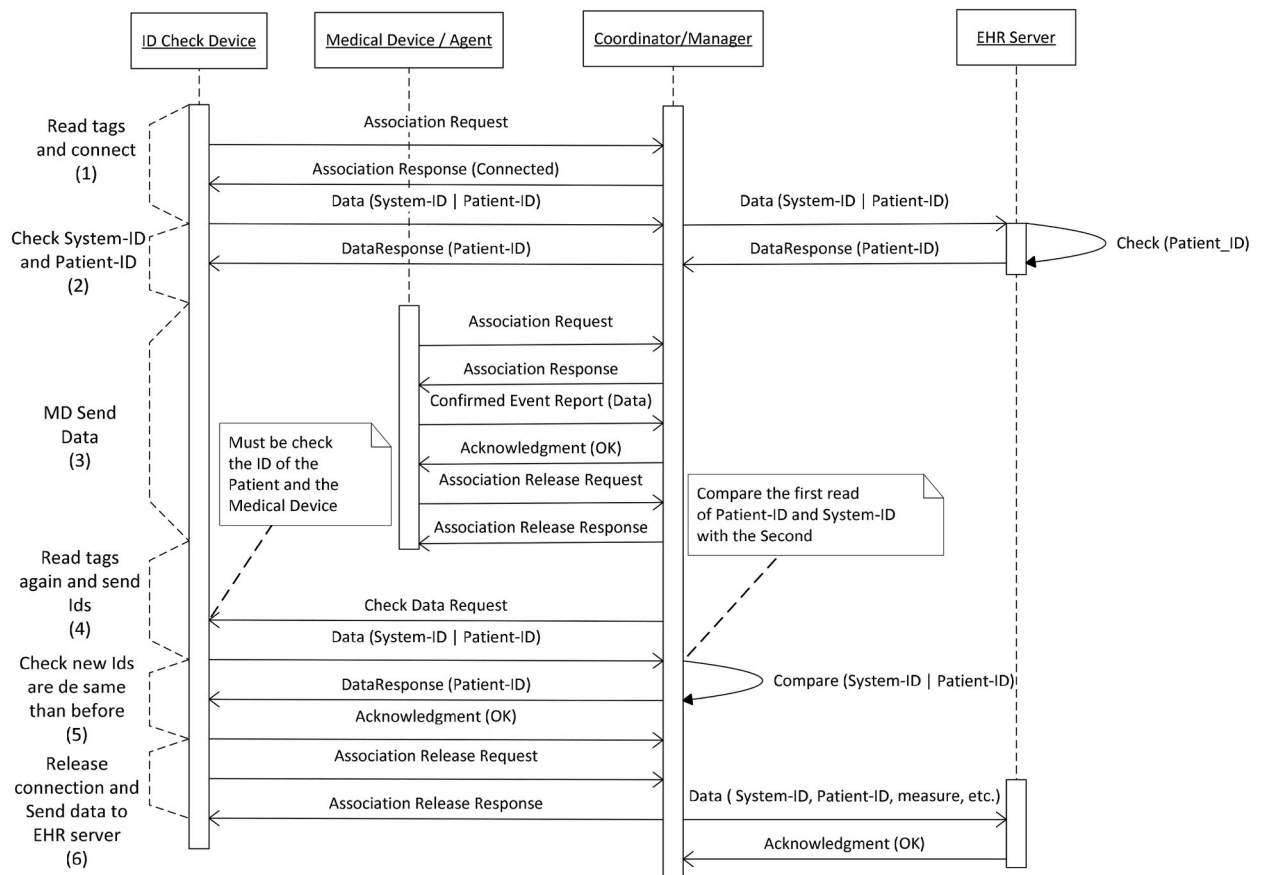 ID Check Device
Medical Device / Agent
Coordinator/Manager
EHR Server
Read tags
and connect
(1)
Association Request
Association Response (Connected)
Data (System-ID | Patient-ID)
Data (System-ID | Patient-ID)
Check System-ID
and Patient-ID
(2)
DataResponse (Patient-ID)
DataResponse (Patient-ID)
Check (Patient_ID)
MD Send
Data
(3)
Association Request
Association Response
Confirmed Event Report (Data)
Acknowledgment (OK)
Association Release Request
Association Release Response
Must be check
the ID of the
Patient and the
Medical Device
Compare the first read
of Patient-ID and System-ID
with the Second
Read tags
again and send
Ids
(4)
Check Data Request
Data (System-ID | Patient-ID)
Check new Ids
are de same
than before
(5)
DataResponse (Patient-ID)
Compare (System-ID | Patient-ID)
Acknowledgment (OK)
Release
connection and
Send data to
EHR server
(6)
Association Release Request
Association Release Response
Data ( System-ID, Patient-ID, measure, etc.)
Acknowledgment (OK)